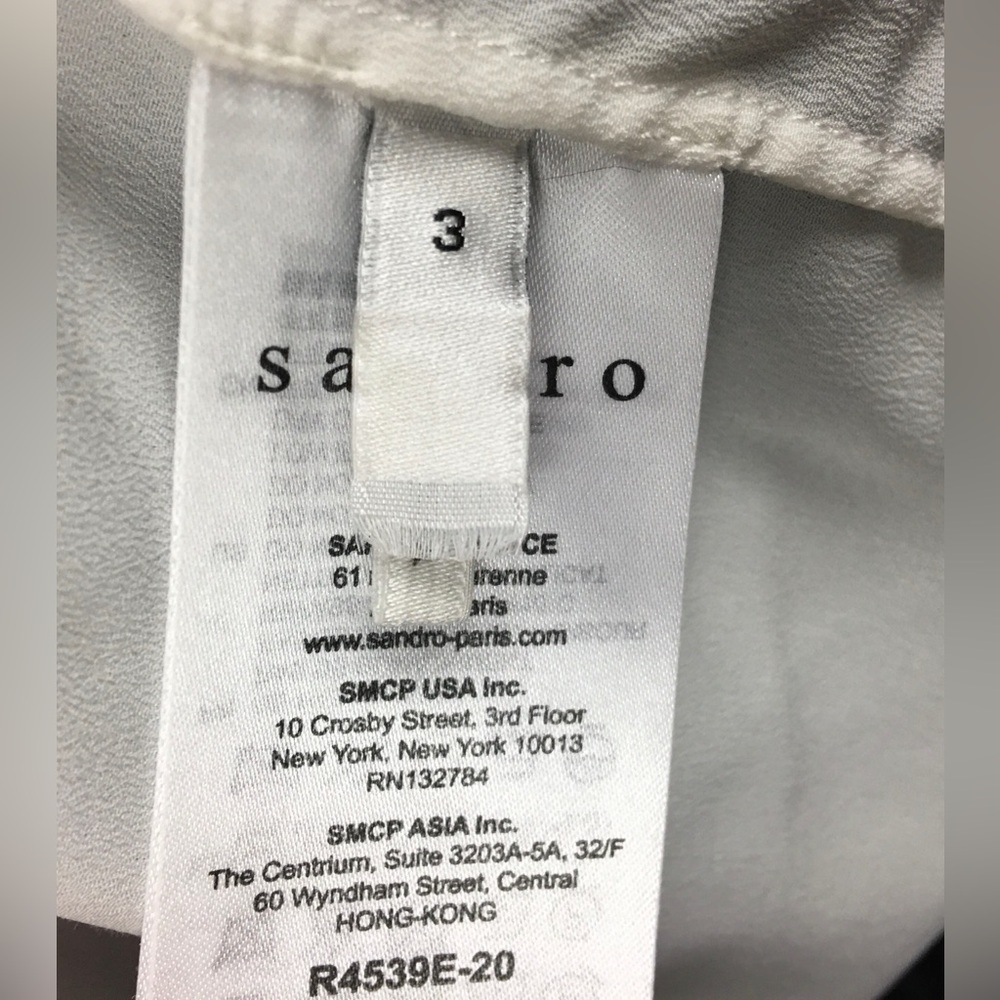 3
sa ro
SA CE
61 renne
aris
www.sandro-paris.com
SMCP USA Inc.
10 Crosby Street, 3rd Floor
New York, New York 10013
RN132784
SMCP ASIA Inc.
The Centrium, Suite 3203A-5A, 32/F
60 Wyndham Street, Central
HONG-KONG
R4539E-20